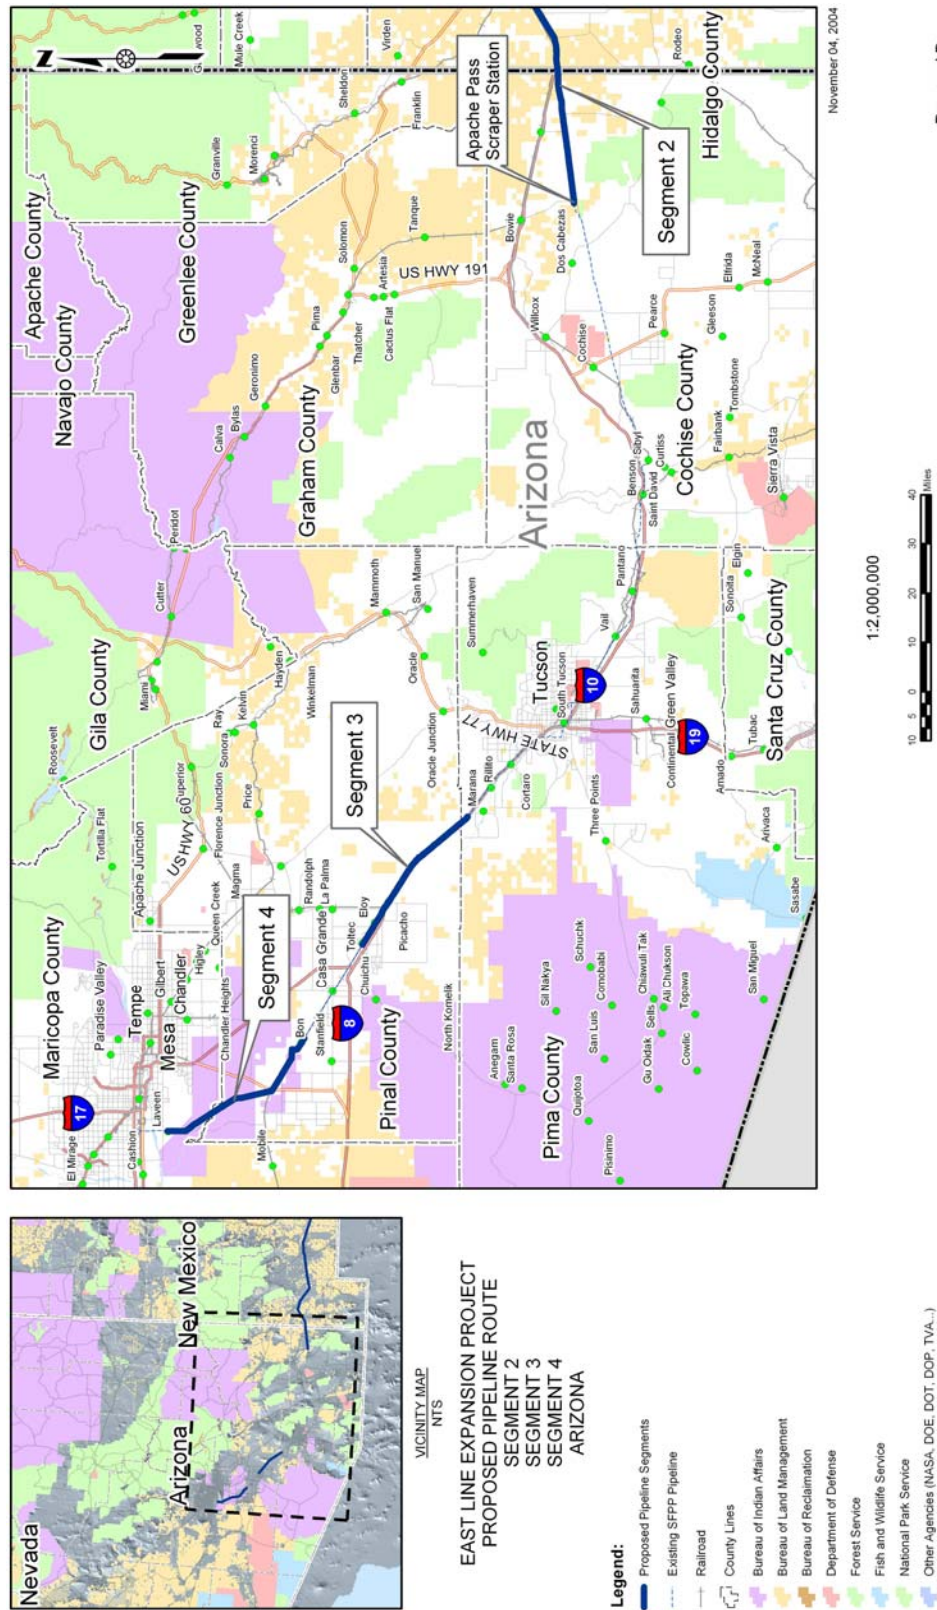 Nevada
Arizona
New Mexico
VICINITY MAP
NTS
EAST LINE EXPANSION PROJECT
PROPOSED PIPELINE ROUTE
SEGMENT 2
SEGMENT 3
SEGMENT 4
ARIZONA
Legend:
Proposed Pipeline Segments
Existing SFPP Pipeline
Railroad
County Lines
Bureau of Indian Affairs
Bureau of Land Management
Bureau of Reclamation
Department of Defense
Forest Service
Fish and Wildlife Service
National Park Service
Other Agencies (NASA, DOE, DOT, DOP, TVA...)
Maricopa County
Gila County
Navajo County
Apache County
Greenlee County
Graham County
Pinal County
Pima County
Santa Cruz County
Cochise County
Hidalgo County
Arizona
Segment 4
Segment 3
Segment 2
Apache Pass
Scraper Station
El Mirage
17
Cashion
Laveen
Paradise Valley
Tempe
Mesa
Gilbert
Chandler
Higley
Queen Creek
Chandler Heights
Apache Junction
Tortilla Flat
Roosevelt
US HWY 60
Superior
Florence Junction
Magma
Price
Sonora
Ray
Kelvin
Miami
Cutter
Peridot
Hayden
Winkelman
Calva
Bylas
Geronimo
Pima
Glenbar
Thatcher
Solomon
Artesia
Cactus Flat
Tanque
US HWY 191
Granville
Morenci
Mule Creek
Sheldon
Virden
Franklin
N
Mobile
Bon
Stanfield
8
Casa Grande
Chuichu
Toltec
Eloy
Picacho
Randolph
La Palma
North Komelik
Mammoth
San Manuel
Oracle
Oracle Junction
STATE HWY 77
Summerhaven
Marana
Rillito
Cortaro
Tucson
South Tucson
10
Vail
Pantano
Sahuarita
Continental
Green Valley
19
Three Points
Amado
Tubac
Arivaca
Sasabe
Sonoita
Elgin
Benson
Saint David
Sibyl
Curtiss
Cochise
Willcox
Bowie
Dos Cabezas
Pearce
Gleeson
Elfrida
McNeal
Fairbank
Tombstone
Sierra Vista
Rodeo
Anegam
Santa Rosa
Sil Nakya
Schuchk
Comobabi
San Luis
Quijotoa
Chiawuli Tak
Ali Chukson
Sells
Gu Oidak
Topawa
Cowlic
San Miguel
Pisinimo
November 04, 2004
1:2,000,000
10 5 0 10 20 30 40
Miles